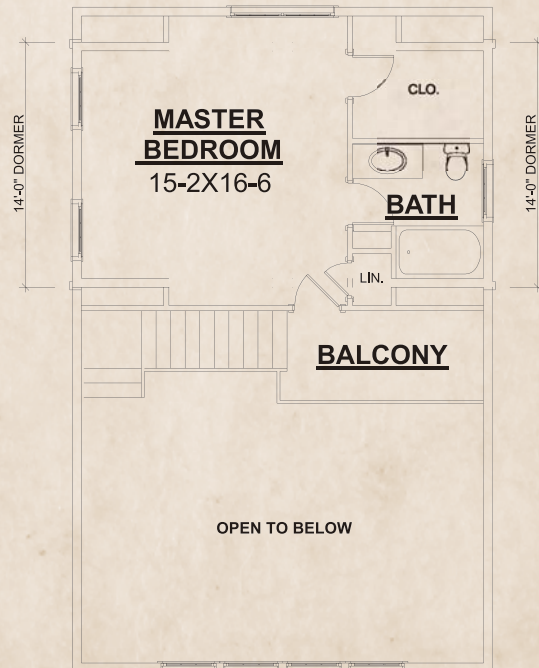 CLO.
MASTER
BEDROOM
15-2X16-6
14'-0" DORMER
14'-0" DORMER
BATH
LIN.
BALCONY
OPEN TO BELOW